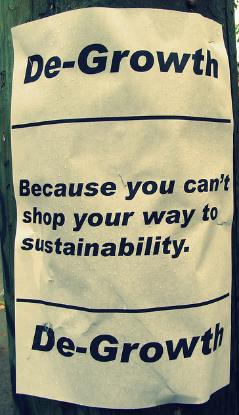 De-Growth
Because you can't
shop your way to
sustainability.
De-Growth